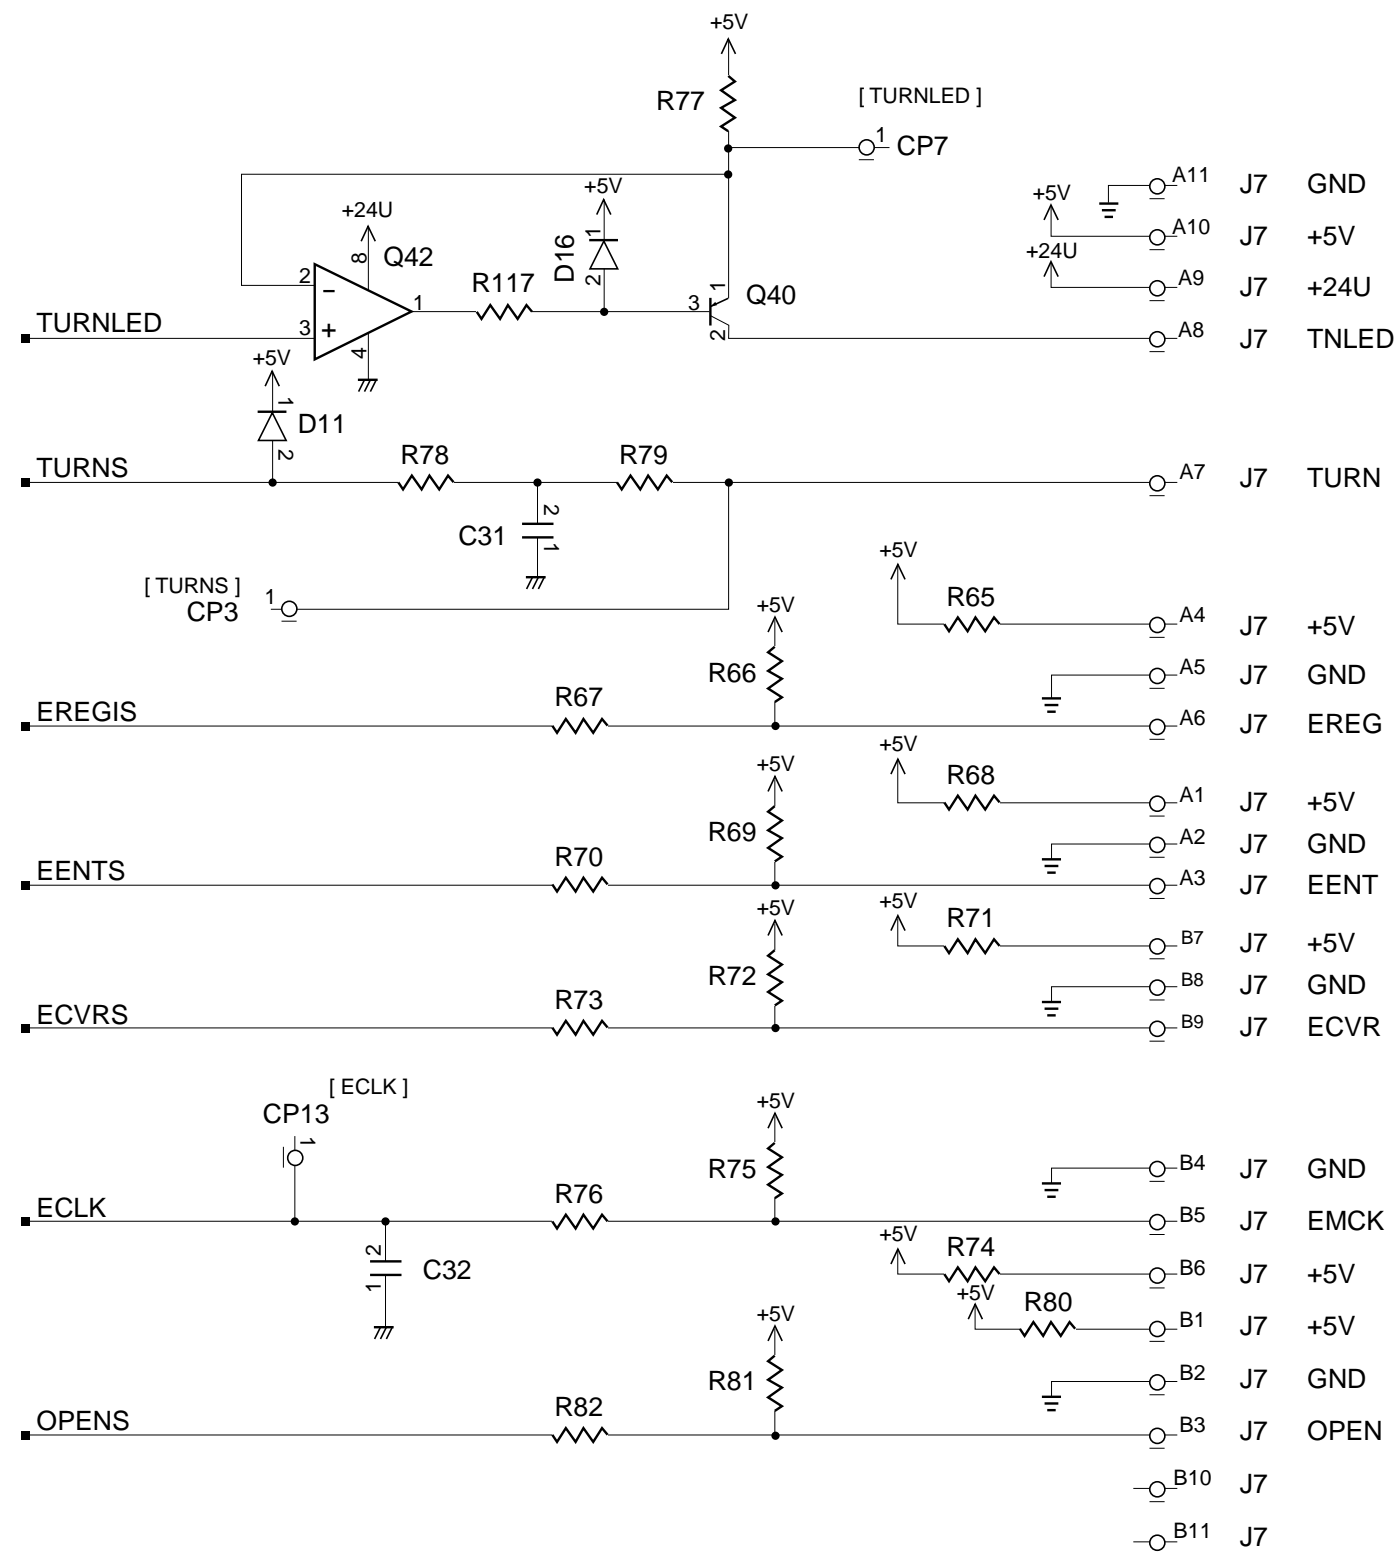 +5V
R77
[ TURNLED ]
1
CP7
+5V
+24U
8
Q42
D16
1
2
R117
2
−
3
+
1
4
TURNLED
3
1
2
Q40
A11 J7 GND
+5V
A10 J7 +5V
+24U
A9 J7 +24U
A8 J7 TNLED
+5V
1
D11
2
TURNS
R78
R79
A7 J7 TURN
C31
2
1
[ TURNS ]
CP3
1
+5V
R65
A4 J7 +5V
+5V
R66
A5 J7 GND
EREGIS
R67
A6 J7 EREG
+5V
R68
A1 J7 +5V
+5V
R69
A2 J7 GND
EENTS
R70
A3 J7 EENT
+5V
+5V
R71
B7 J7 +5V
R72
B8 J7 GND
ECVRS
R73
B9 J7 ECVR
[ ECLK ]
CP13
1
+5V
R75
B4 J7 GND
ECLK
R76
B5 J7 EMCK
2
1
C32
+5V
R74
B6 J7 +5V
+5V
R80
B1 J7 +5V
+5V
R81
B2 J7 GND
OPENS
R82
B3 J7 OPEN
B10 J7
B11 J7